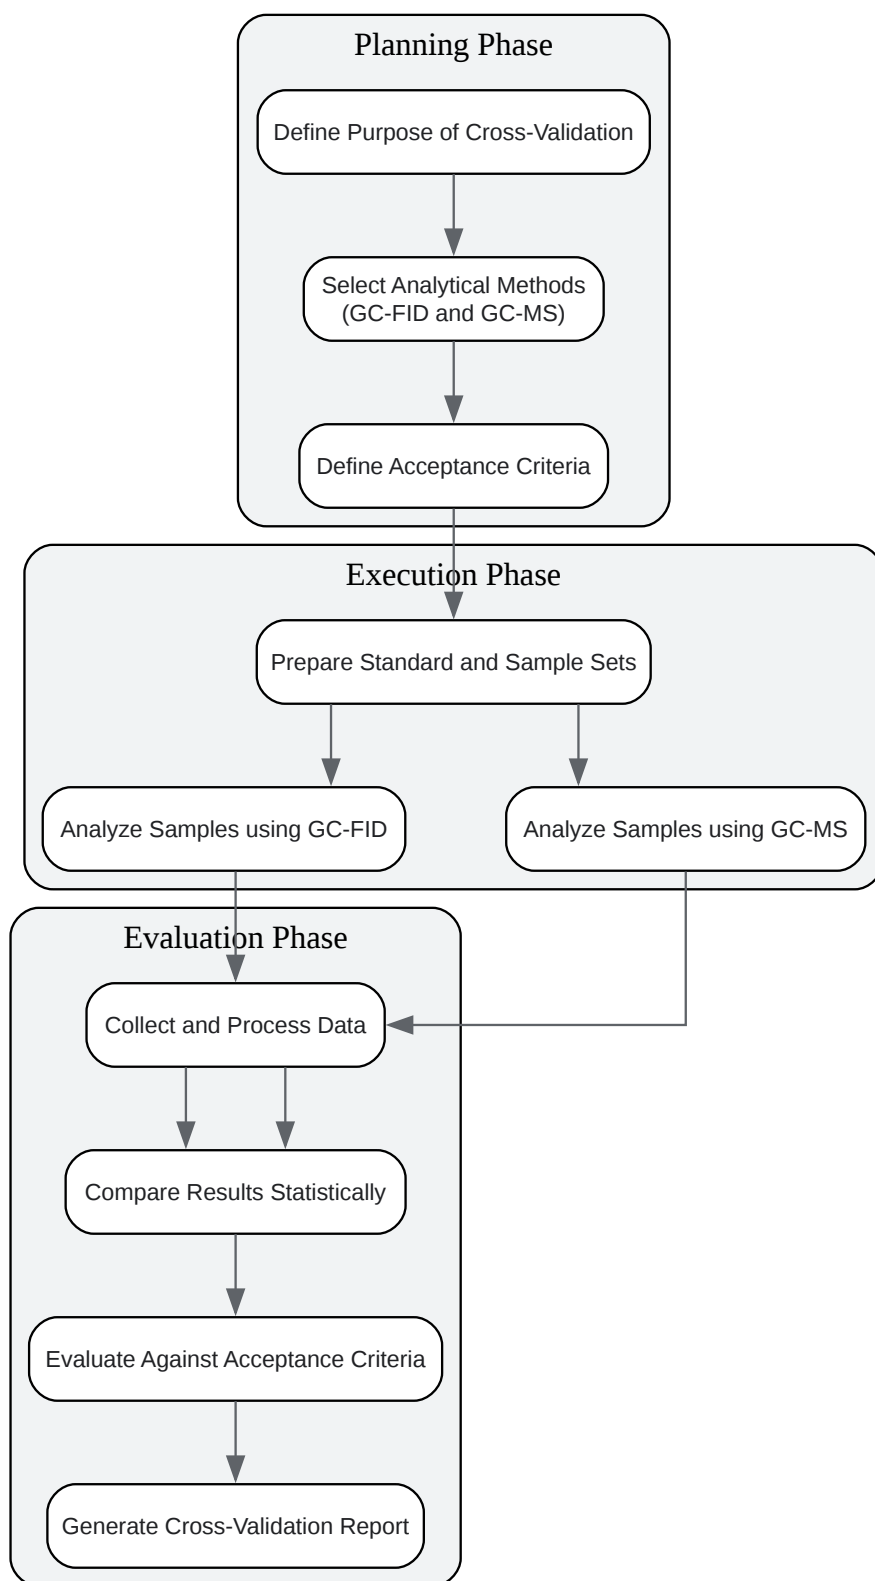 Planning Phase
Define Purpose of Cross-Validation
Select Analytical Methods
(GC-FID and GC-MS)
Define Acceptance Criteria
Execution Phase
Prepare Standard and Sample Sets
Analyze Samples using GC-FID
Analyze Samples using GC-MS
Evaluation Phase
Collect and Process Data
Compare Results Statistically
Evaluate Against Acceptance Criteria
Generate Cross-Validation Report